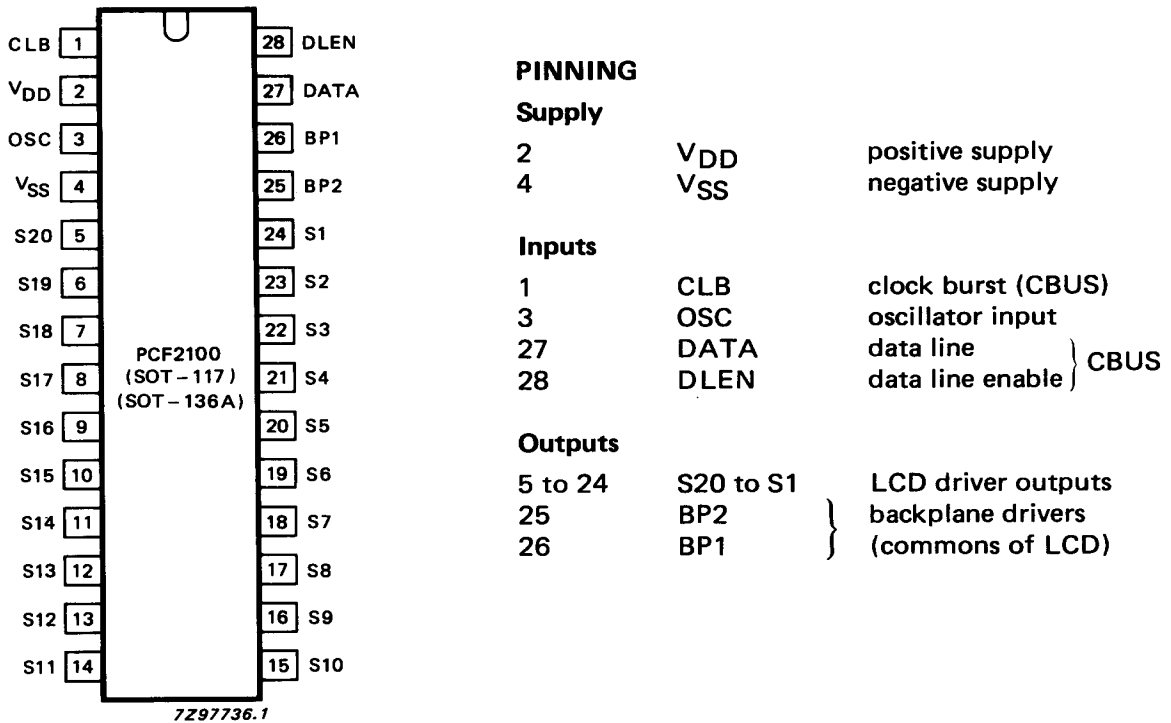 CLB 1
VDD 2
OSC 3
VSS 4
S20 5
S19 6
S18 7
S17 8
S16 9
S15 10
S14 11
S13 12
S12 13
S11 14
28 DLEN
27 DATA
26 BP1
25 BP2
24 S1
23 S2
22 S3
21 S4
20 S5
19 S6
18 S7
17 S8
16 S9
15 S10
PCF2100
(SOT-117)
(SOT-136A)
7Z97736.1
PINNING
Supply
2 VDD positive supply
4 VSS negative supply
Inputs
1 CLB clock burst (CBUS)
3 OSC oscillator input
27 DATA data line
28 DLEN data line enable
CBUS
Outputs
5 to 24 S20 to S1 LCD driver outputs
25 BP2 backplane drivers
26 BP1 (commons of LCD)